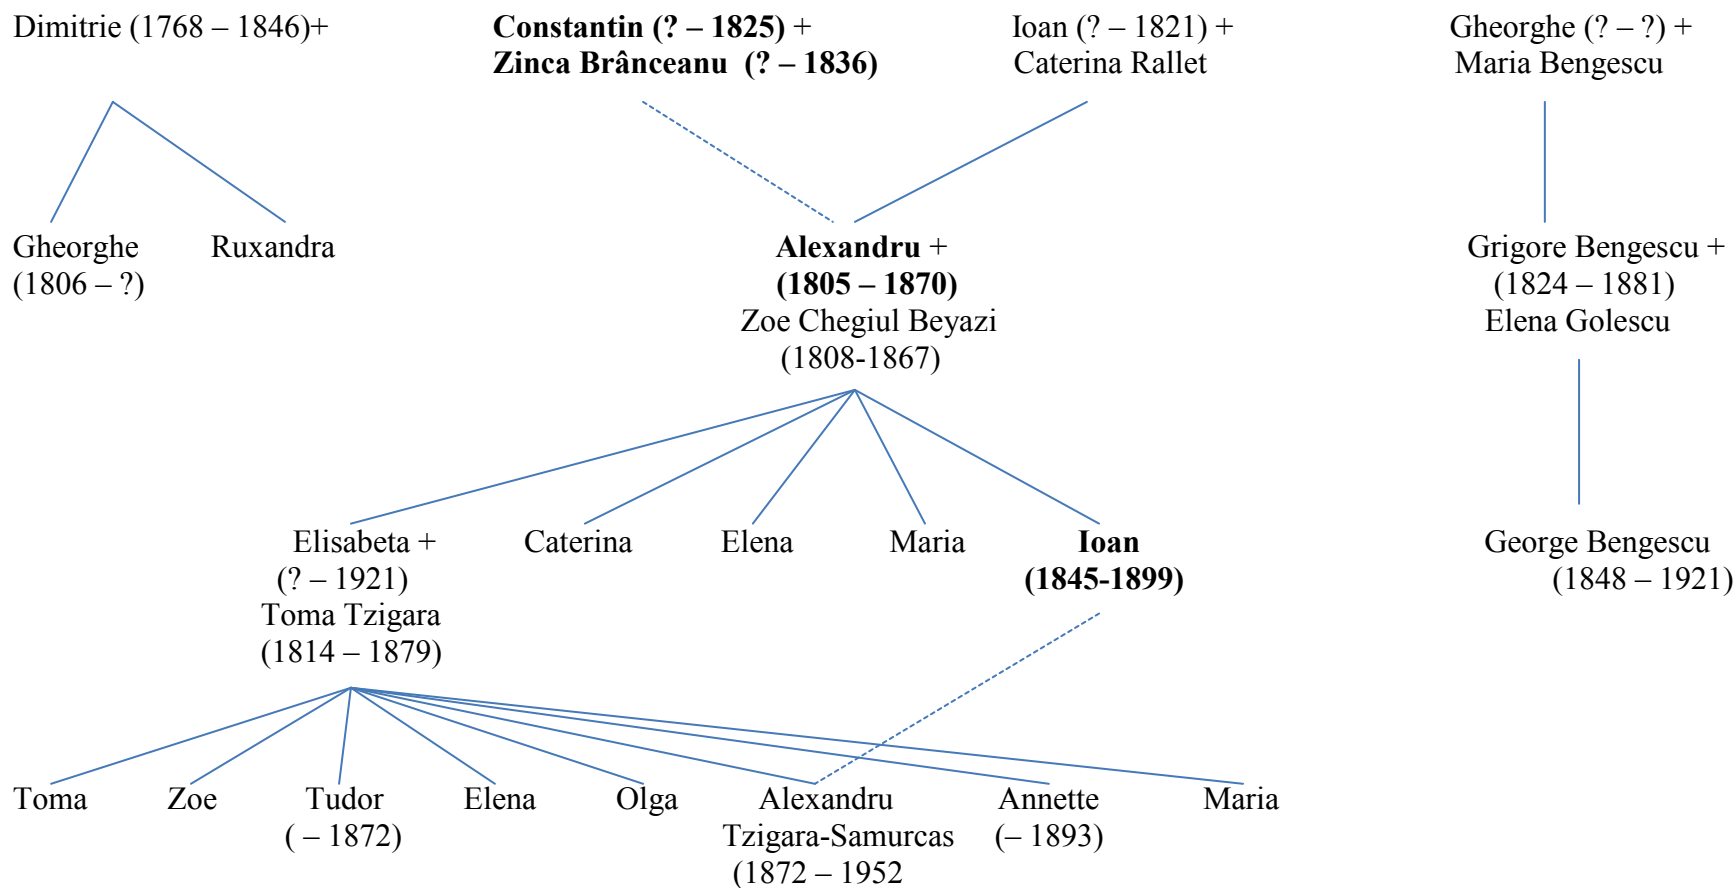 Dimitrie (1768 – 1846)+
Constantin (? – 1825) +
Zinca Brânceanu (? – 1836)
Ioan (? – 1821) +
Caterina Rallet
Gheorghe (? – ?) +
Maria Bengescu
Gheorghe
(1806 – ?)
Ruxandra
Alexandru +
(1805 – 1870)
Zoe Chegiul Beyazi
(1808-1867)
Grigore Bengescu +
(1824 – 1881)
Elena Golescu
Elisabeta +
(? – 1921)
Toma Tzigara
(1814 – 1879)
Caterina
Elena
Maria
Ioan
(1845-1899)
George Bengescu
(1848 – 1921)
Toma
Zoe
Tudor
( – 1872)
Elena
Olga
Alexandru
Tzigara-Samurcas
(1872 – 1952
Annette
(– 1893)
Maria